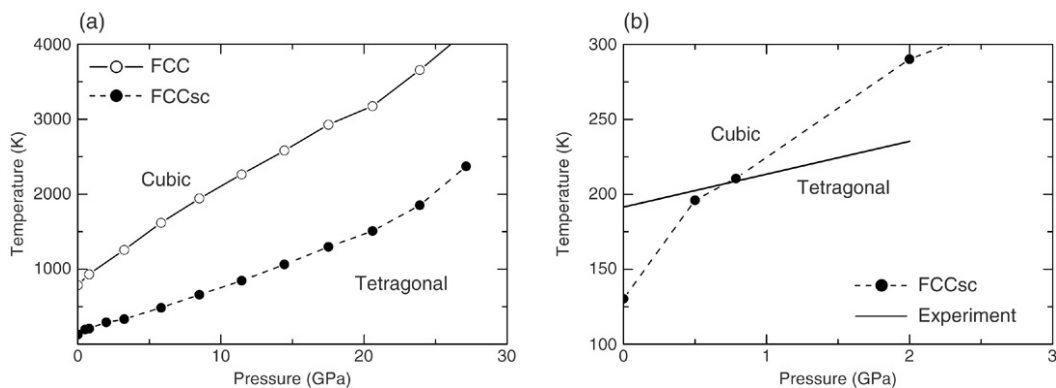 (a)
4000
3000
2000
1000
Temperature (K)
FCC
FCCsc
Cubic
Tetragonal
0
10
20
30
Pressure (GPa)
(b)
300
250
200
150
100
Temperature (K)
Cubic
Tetragonal
FCCsc
Experiment
0
1
2
3
Pressure (GPa)